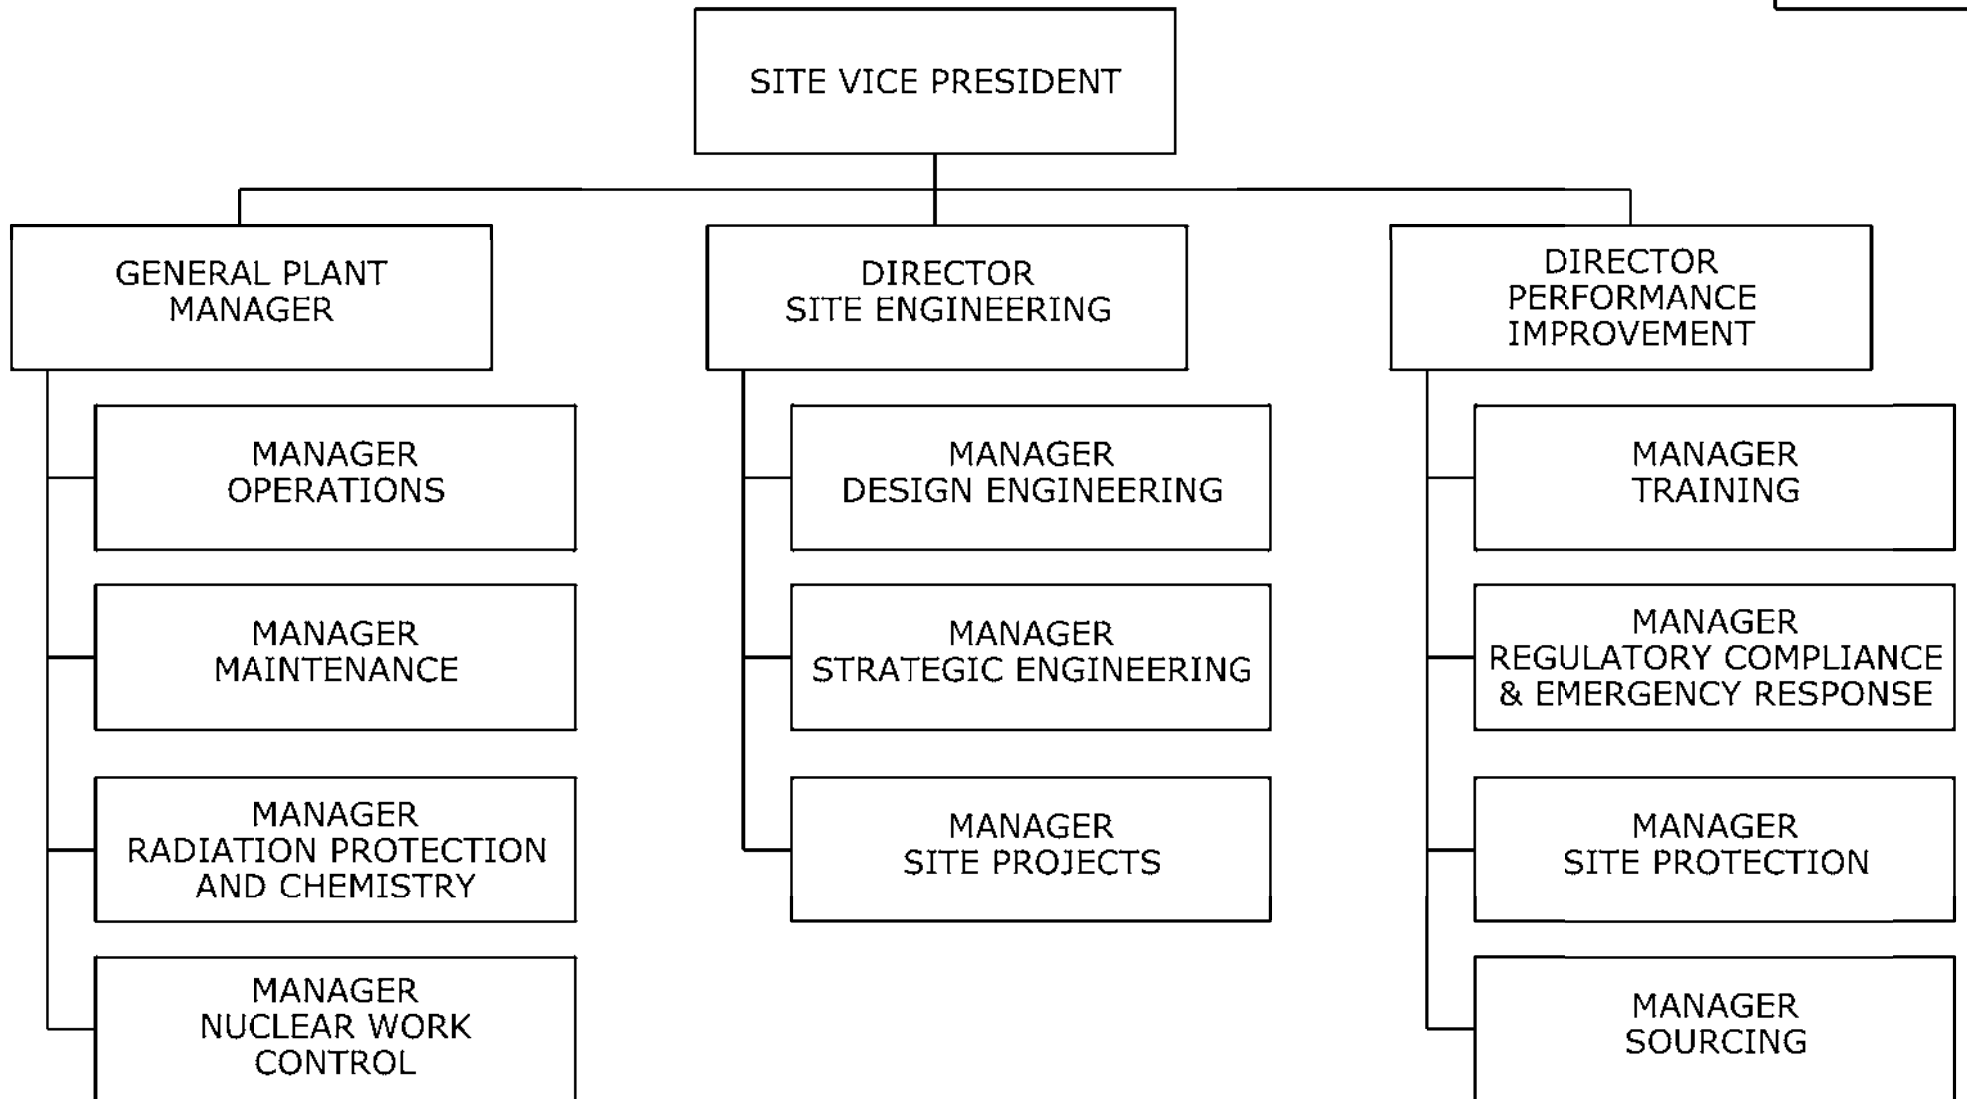 SITE VICE PRESIDENT
GENERAL PLANT
MANAGER
DIRECTOR
SITE ENGINEERING
DIRECTOR
PERFORMANCE
IMPROVEMENT
MANAGER
OPERATIONS
MANAGER
DESIGN ENGINEERING
MANAGER
TRAINING
MANAGER
MAINTENANCE
MANAGER
STRATEGIC ENGINEERING
MANAGER
REGULATORY COMPLIANCE
& EMERGENCY RESPONSE
MANAGER
RADIATION PROTECTION
AND CHEMISTRY
MANAGER
SITE PROJECTS
MANAGER
SITE PROTECTION
MANAGER
NUCLEAR WORK
CONTROL
MANAGER
SOURCING